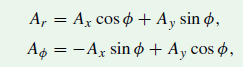 A_r = A_x cos ϕ + A_y sin ϕ,
A_ϕ = −A_x sin ϕ + A_y cos ϕ,